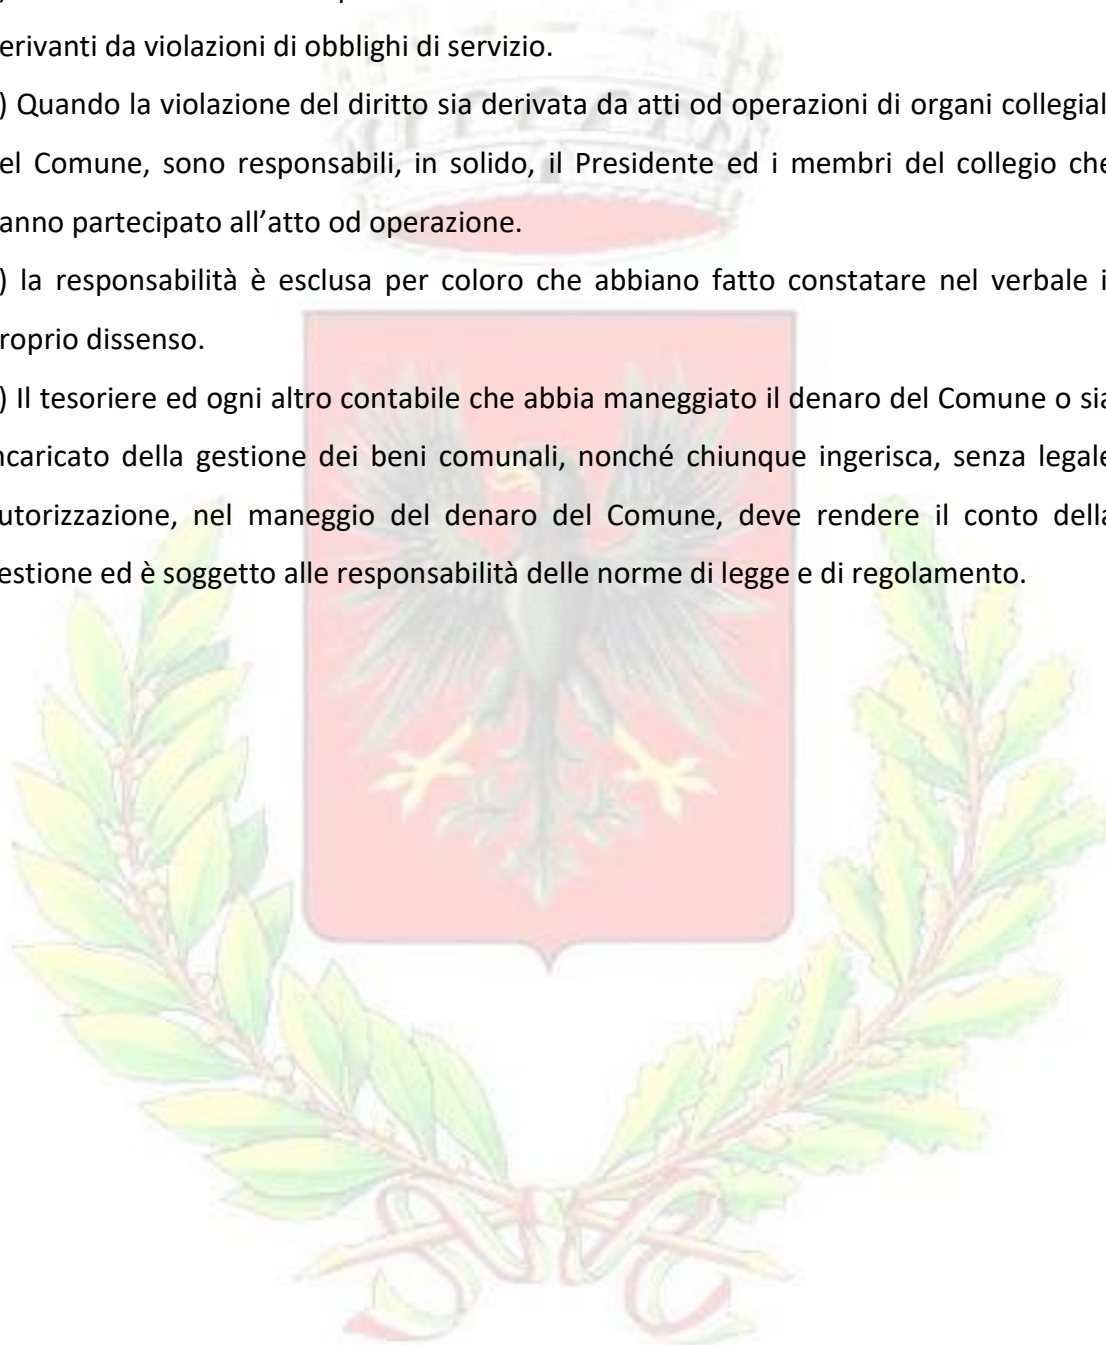 erivanti da violazioni di obblighi di servizio.
) Quando la violazione del diritto sia derivata da atti od operazioni di organi collegial
el Comune, sono responsabili, in solido, il Presidente ed i membri del collegio che
anno partecipato all’atto od operazione.
) la responsabilità è esclusa per coloro che abbiano fatto constatare nel verbale i
roprio dissenso.
) Il tesoriere ed ogni altro contabile che abbia maneggiato il denaro del Comune o sia
ncaricato della gestione dei beni comunali, nonché chiunque ingerisca, senza legale
utorizzazione, nel maneggio del denaro del Comune, deve rendere il conto della
estione ed è soggetto alle responsabilità delle norme di legge e di regolamento.